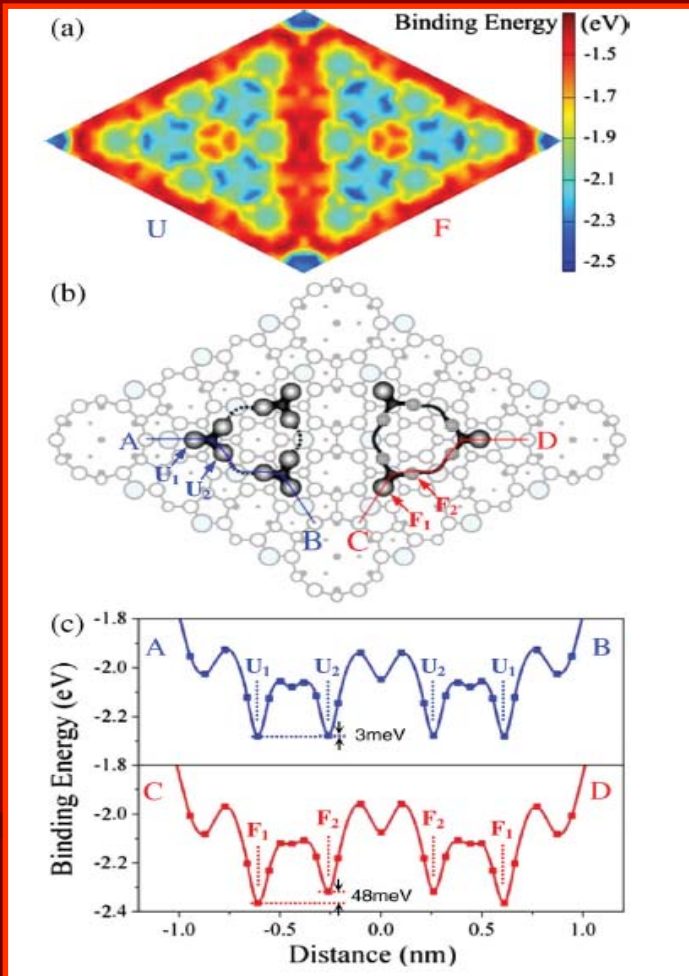 (a)
Binding Energy (eV)
-1.5
-1.7
-1.9
-2.1
-2.3
-2.5
U
F
(b)
A
U₁
U₂
B
C
D
F₁
F₂
(c)
-1.8
A
B
U₁ U₂ U₂ U₁
-2.0
-2.2
3meV
-1.8
C
D
F₁ F₂ F₂ F₁
-2.0
-2.2
48meV
-2.4
Binding Energy (eV)
-1.0 -0.5 0.0 0.5 1.0
Distance (nm)